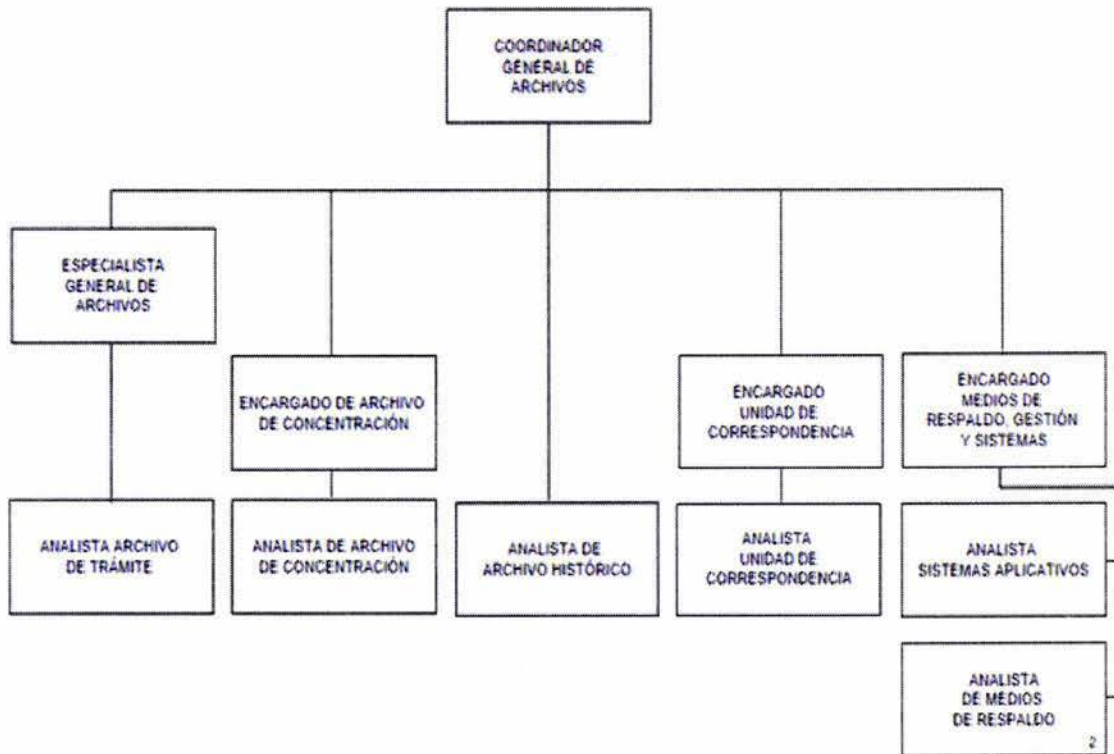 COORDINADOR
GENERAL DE
ARCHIVOS
ESPECIALISTA
GENERAL DE
ARCHIVOS
ENCARGADO DE ARCHIVO
DE CONCENTRACIÓN
ENCARGADO
UNIDAD DE
CORRESPONDENCIA
ENCARGADO
MEDIOS DE
RESPALDO, GESTIÓN
Y SISTEMAS
ANALISTA ARCHIVO
DE TRÁMITE
ANALISTA DE ARCHIVO
DE CONCENTRACIÓN
ANALISTA DE
ARCHIVO HISTÓRICO
ANALISTA
UNIDAD DE
CORRESPONDENCIA
ANALISTA
SISTEMAS APLICATIVOS
ANALISTA
DE MEDIOS
DE RESPALDO
2